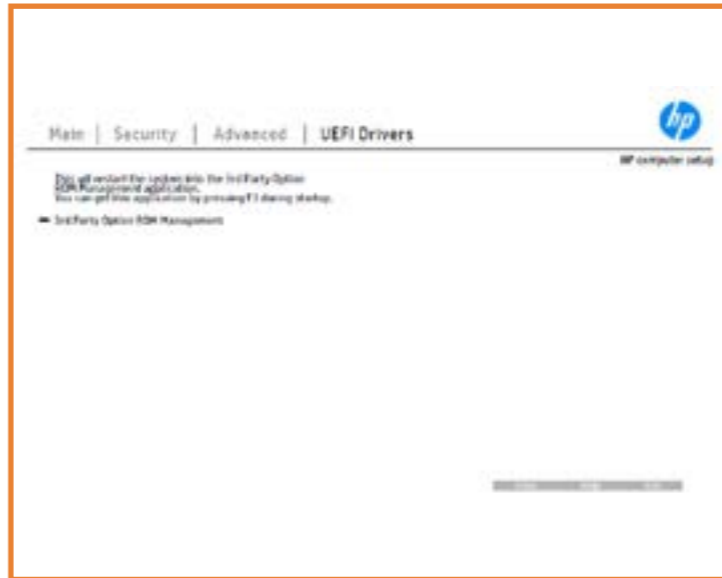 hp
Main | Security | Advanced | UEFI Drivers
HP computer setup
This will restart the system into the 3rd Party Option
ROM Management application.
You can get this application by pressing F3 during startup.
3rd Party Option ROM Management